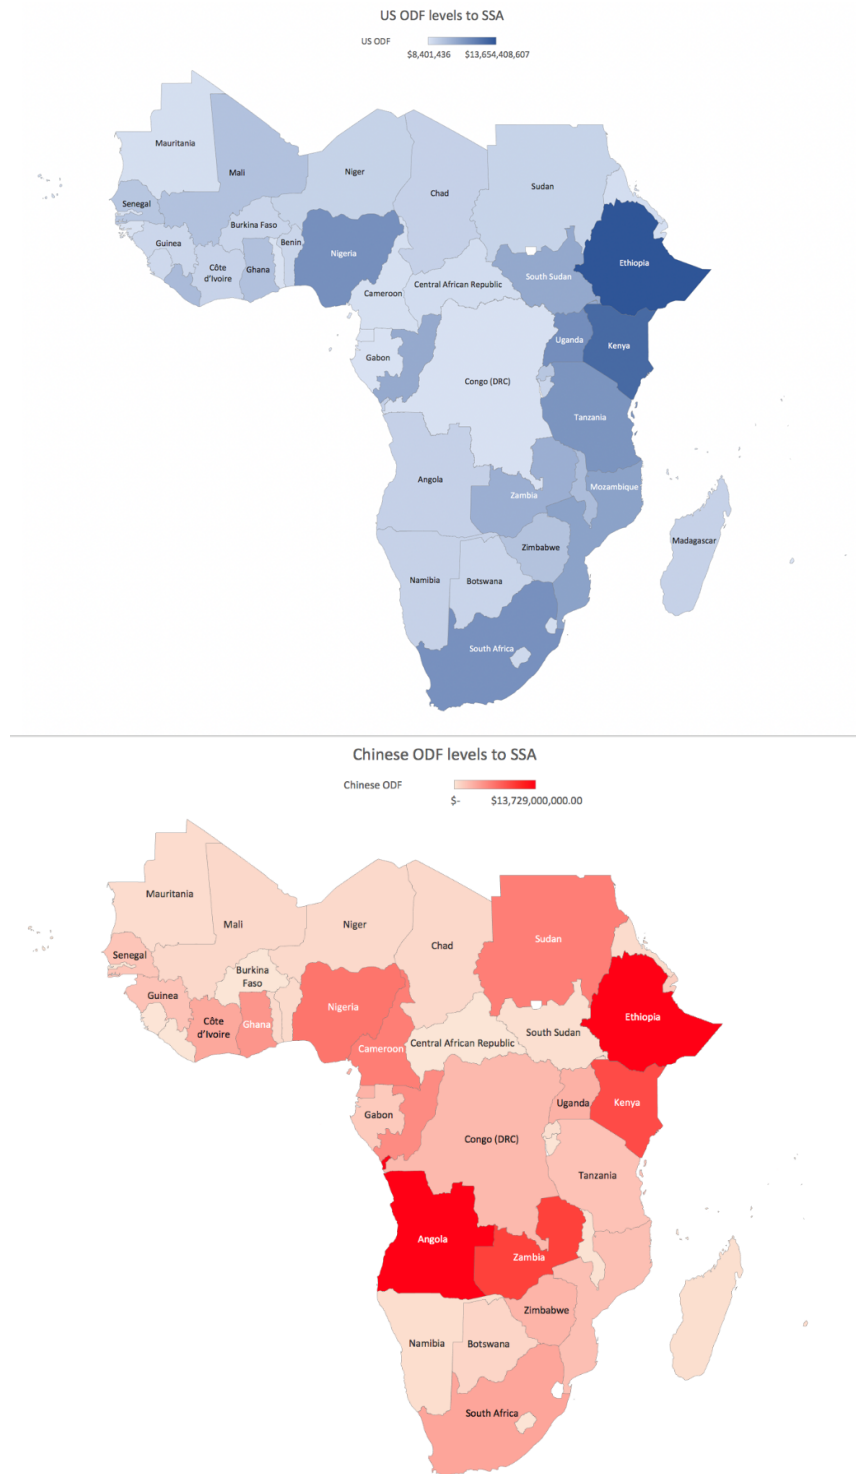 US ODF levels to SSA
US ODF
$8,401,436 $13,654,408,607
Mauritania
Mali
Niger
Chad
Sudan
Senegal
Burkina Faso
Guinea
Benin
Nigeria
Côte
d'Ivoire
Ghana
Cameroon
Central African Republic
South Sudan
Ethiopia
Uganda
Kenya
Gabon
Congo (DRC)
Tanzania
Angola
Zambia
Mozambique
Zimbabwe
Madagascar
Namibia
Botswana
South Africa
Chinese ODF levels to SSA
Chinese ODF
$- $13,729,000,000.00
Mauritania
Mali
Niger
Chad
Sudan
Senegal
Burkina
Faso
Guinea
Nigeria
Côte
d'Ivoire
Ghana
Cameroon
Central African Republic
South Sudan
Ethiopia
Gabon
Uganda
Kenya
Congo (DRC)
Tanzania
Angola
Zambia
Zimbabwe
Namibia
Botswana
South Africa